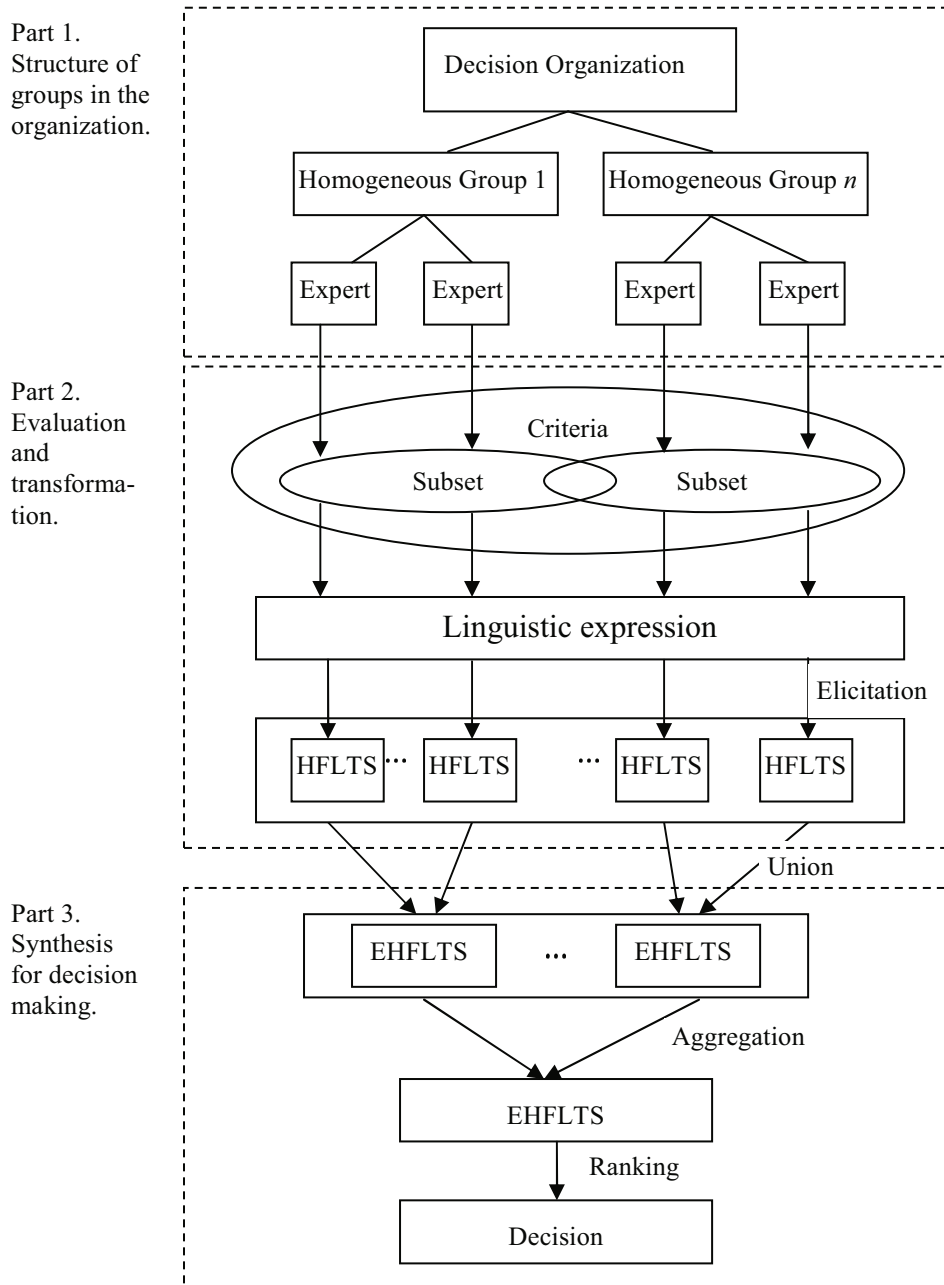 Part 1.
Structure of
groups in the
organization.
Decision Organization
Homogeneous Group 1
Homogeneous Group n
Expert
Expert
Expert
Expert
Part 2.
Evaluation
and
transforma-
tion.
Criteria
Subset
Subset
Linguistic expression
Elicitation
HFLTS
...
HFLTS
...
HFLTS
HFLTS
Union
Part 3.
Synthesis
for decision
making.
EHFLTS
...
EHFLTS
Aggregation
EHFLTS
Ranking
Decision